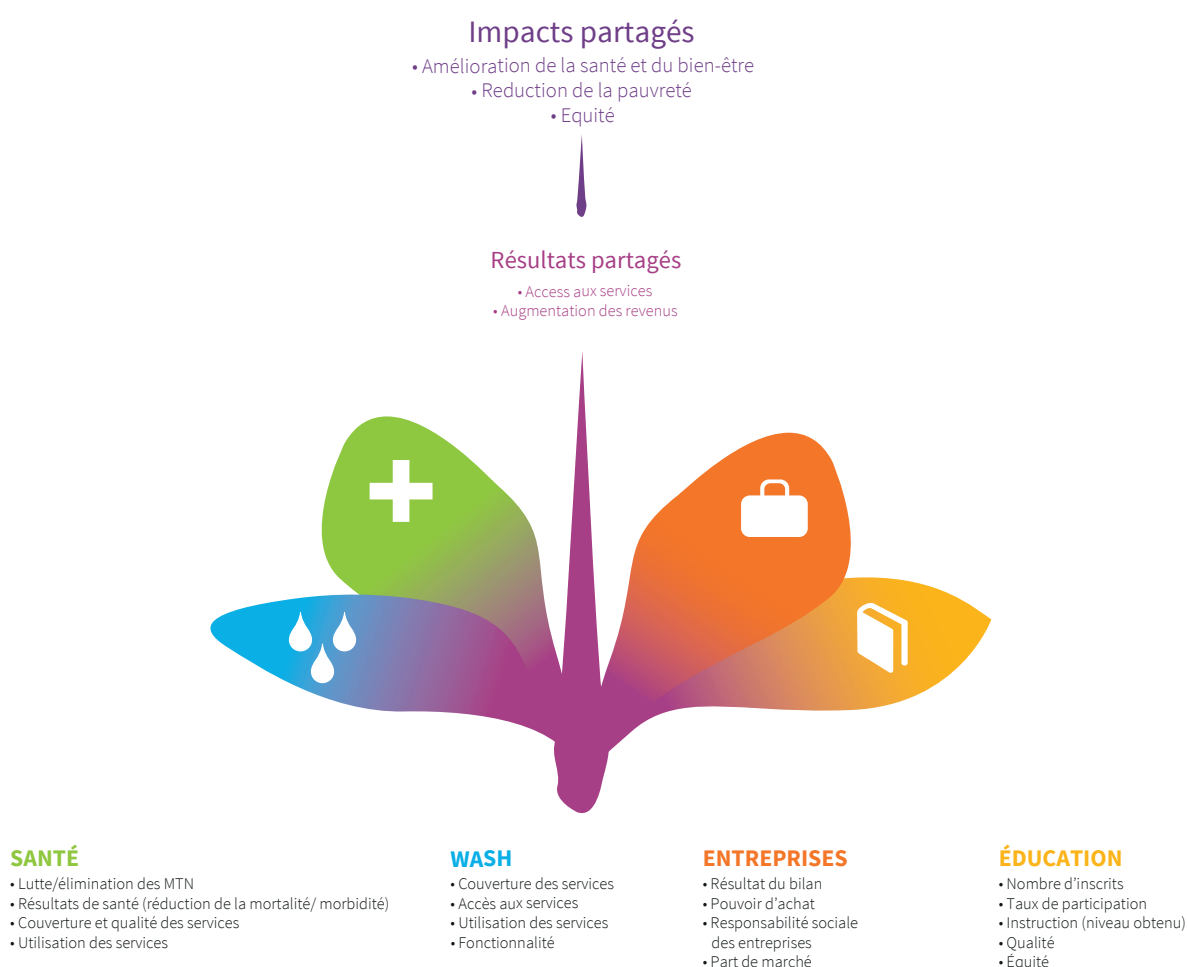 Impacts partagés
• Amélioration de la santé et du bien-être
• Reduction de la pauvreté
• Equité
Résultats partagés
• Access aux services
• Augmentation des revenus
SANTÉ
• Lutte/élimination des MTN
• Résultats de santé (réduction de la mortalité/ morbidité)
• Couverture et qualité des services
• Utilisation des services
WASH
• Couverture des services
• Accès aux services
• Utilisation des services
• Fonctionnalité
ENTREPRISES
• Résultat du bilan
• Pouvoir d’achat
• Responsabilité sociale
des entreprises
• Part de marché
ÉDUCATION
• Nombre d’inscrits
• Taux de participation
• Instruction (niveau obtenu)
• Qualité
• Équité